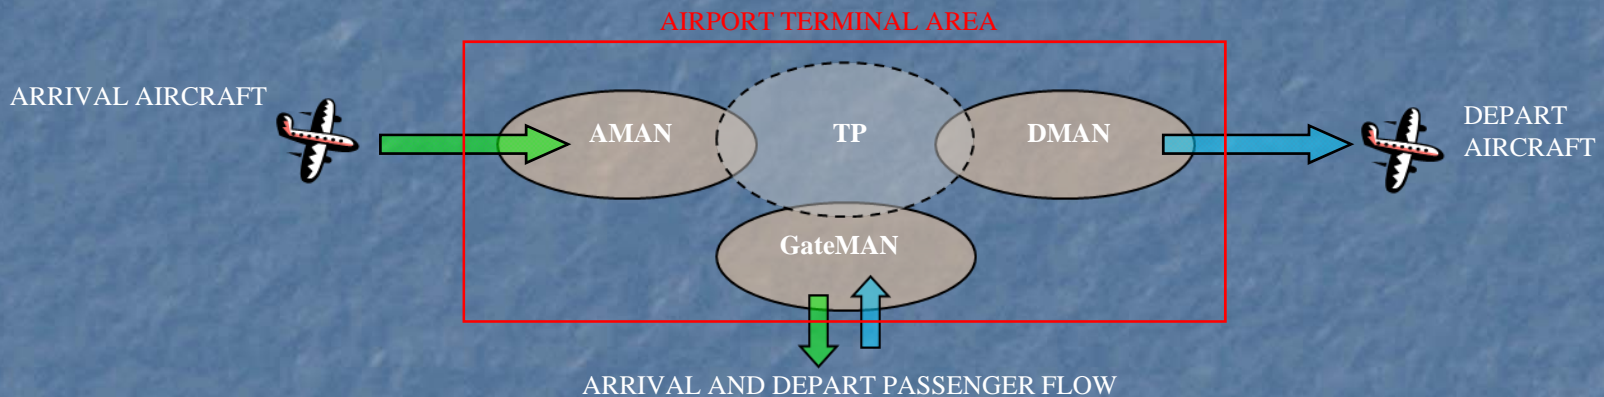 AIRPORT TERMINAL AREA
ARRIVAL AIRCRAFT
AMAN
TP
DMAN
DEPART
AIRCRAFT
GateMAN
ARRIVAL AND DEPART PASSENGER FLOW